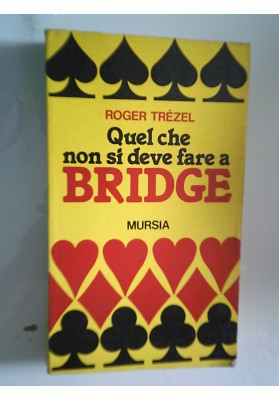 ROGER TRÉZEL
Quel che
non si deve fare a
BRIDGE
MURSIA